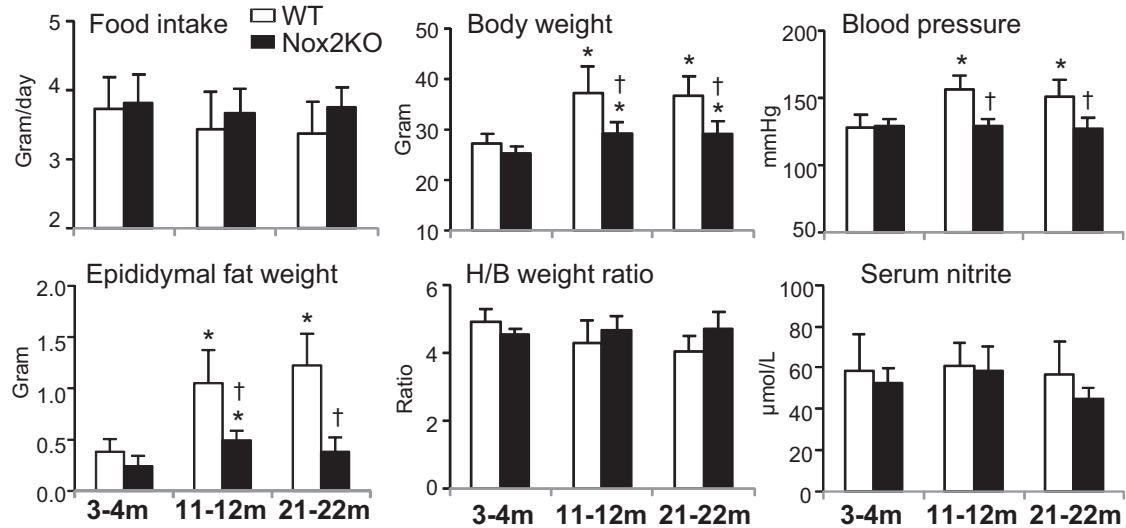 Food intake
WT
Nox2KO
Gram/day
5
4
3
2
Body weight
Gram
50
40
30
20
10
*
†
*
*
†
*
Blood pressure
mmHg
200
150
100
50
*
†
*
†
Epididymal fat weight
Gram
2.0
1.5
1.0
0.5
0.0
*
†
*
*
†
3-4m 11-12m 21-22m
H/B weight ratio
Ratio
6
4
2
0
3-4m 11-12m 21-22m
Serum nitrite
µmol/L
100
80
60
40
20
0
3-4m 11-12m 21-22m